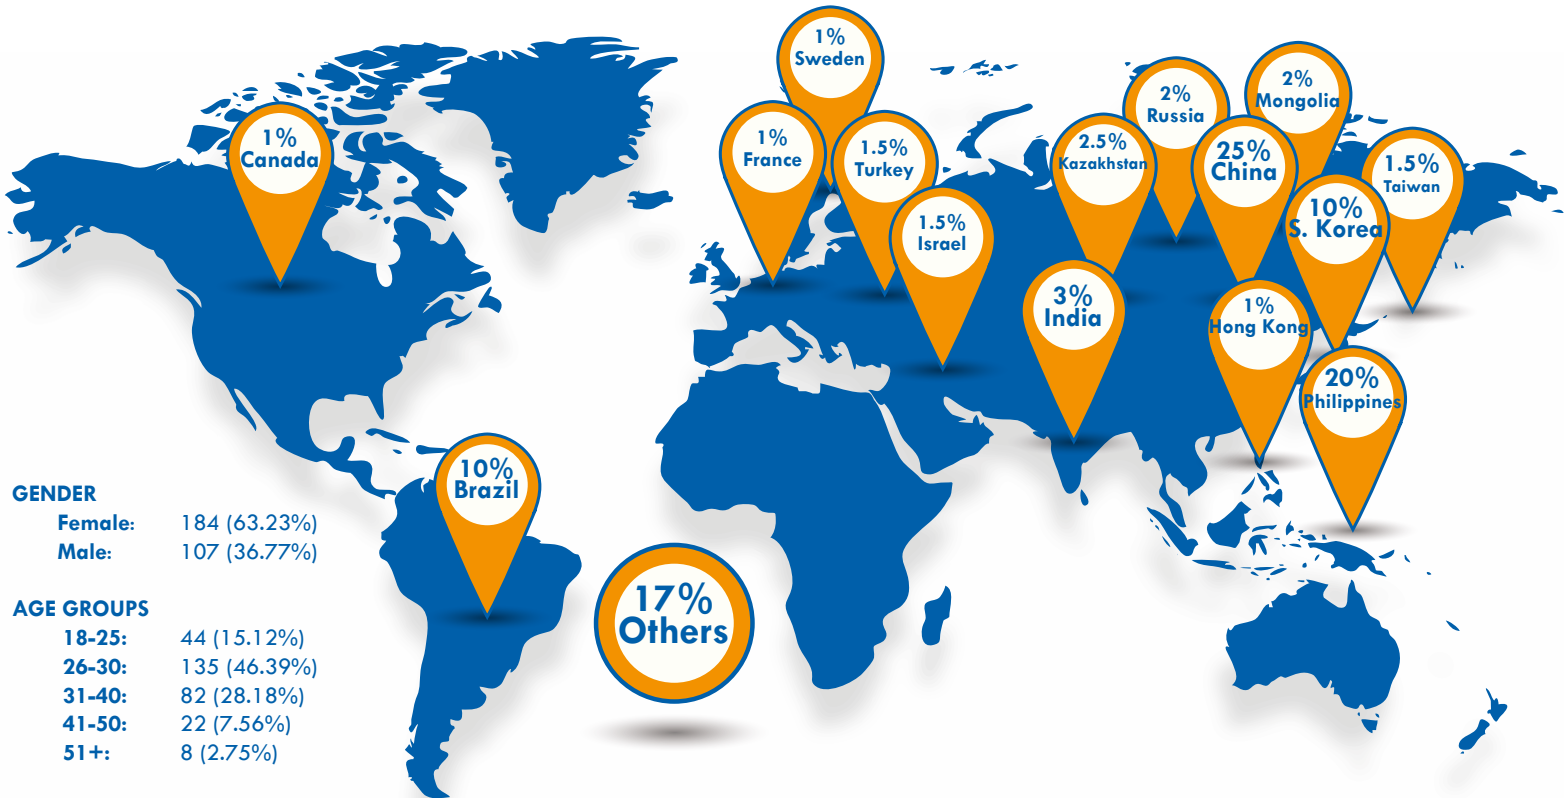 1%
Sweden
2%
Mongolia
2%
Russia
1%
Canada
1%
France
1.5%
Turkey
2.5%
Kazakhstan
25%
China
1.5%
Taiwan
10%
S. Korea
1.5%
Israel
3%
India
1%
Hong Kong
20%
Philippines
10%
Brazil
17%
Others
GENDER
Female: 184 (63.23%)
Male: 107 (36.77%)
AGE GROUPS
18-25: 44 (15.12%)
26-30: 135 (46.39%)
31-40: 82 (28.18%)
41-50: 22 (7.56%)
51+: 8 (2.75%)